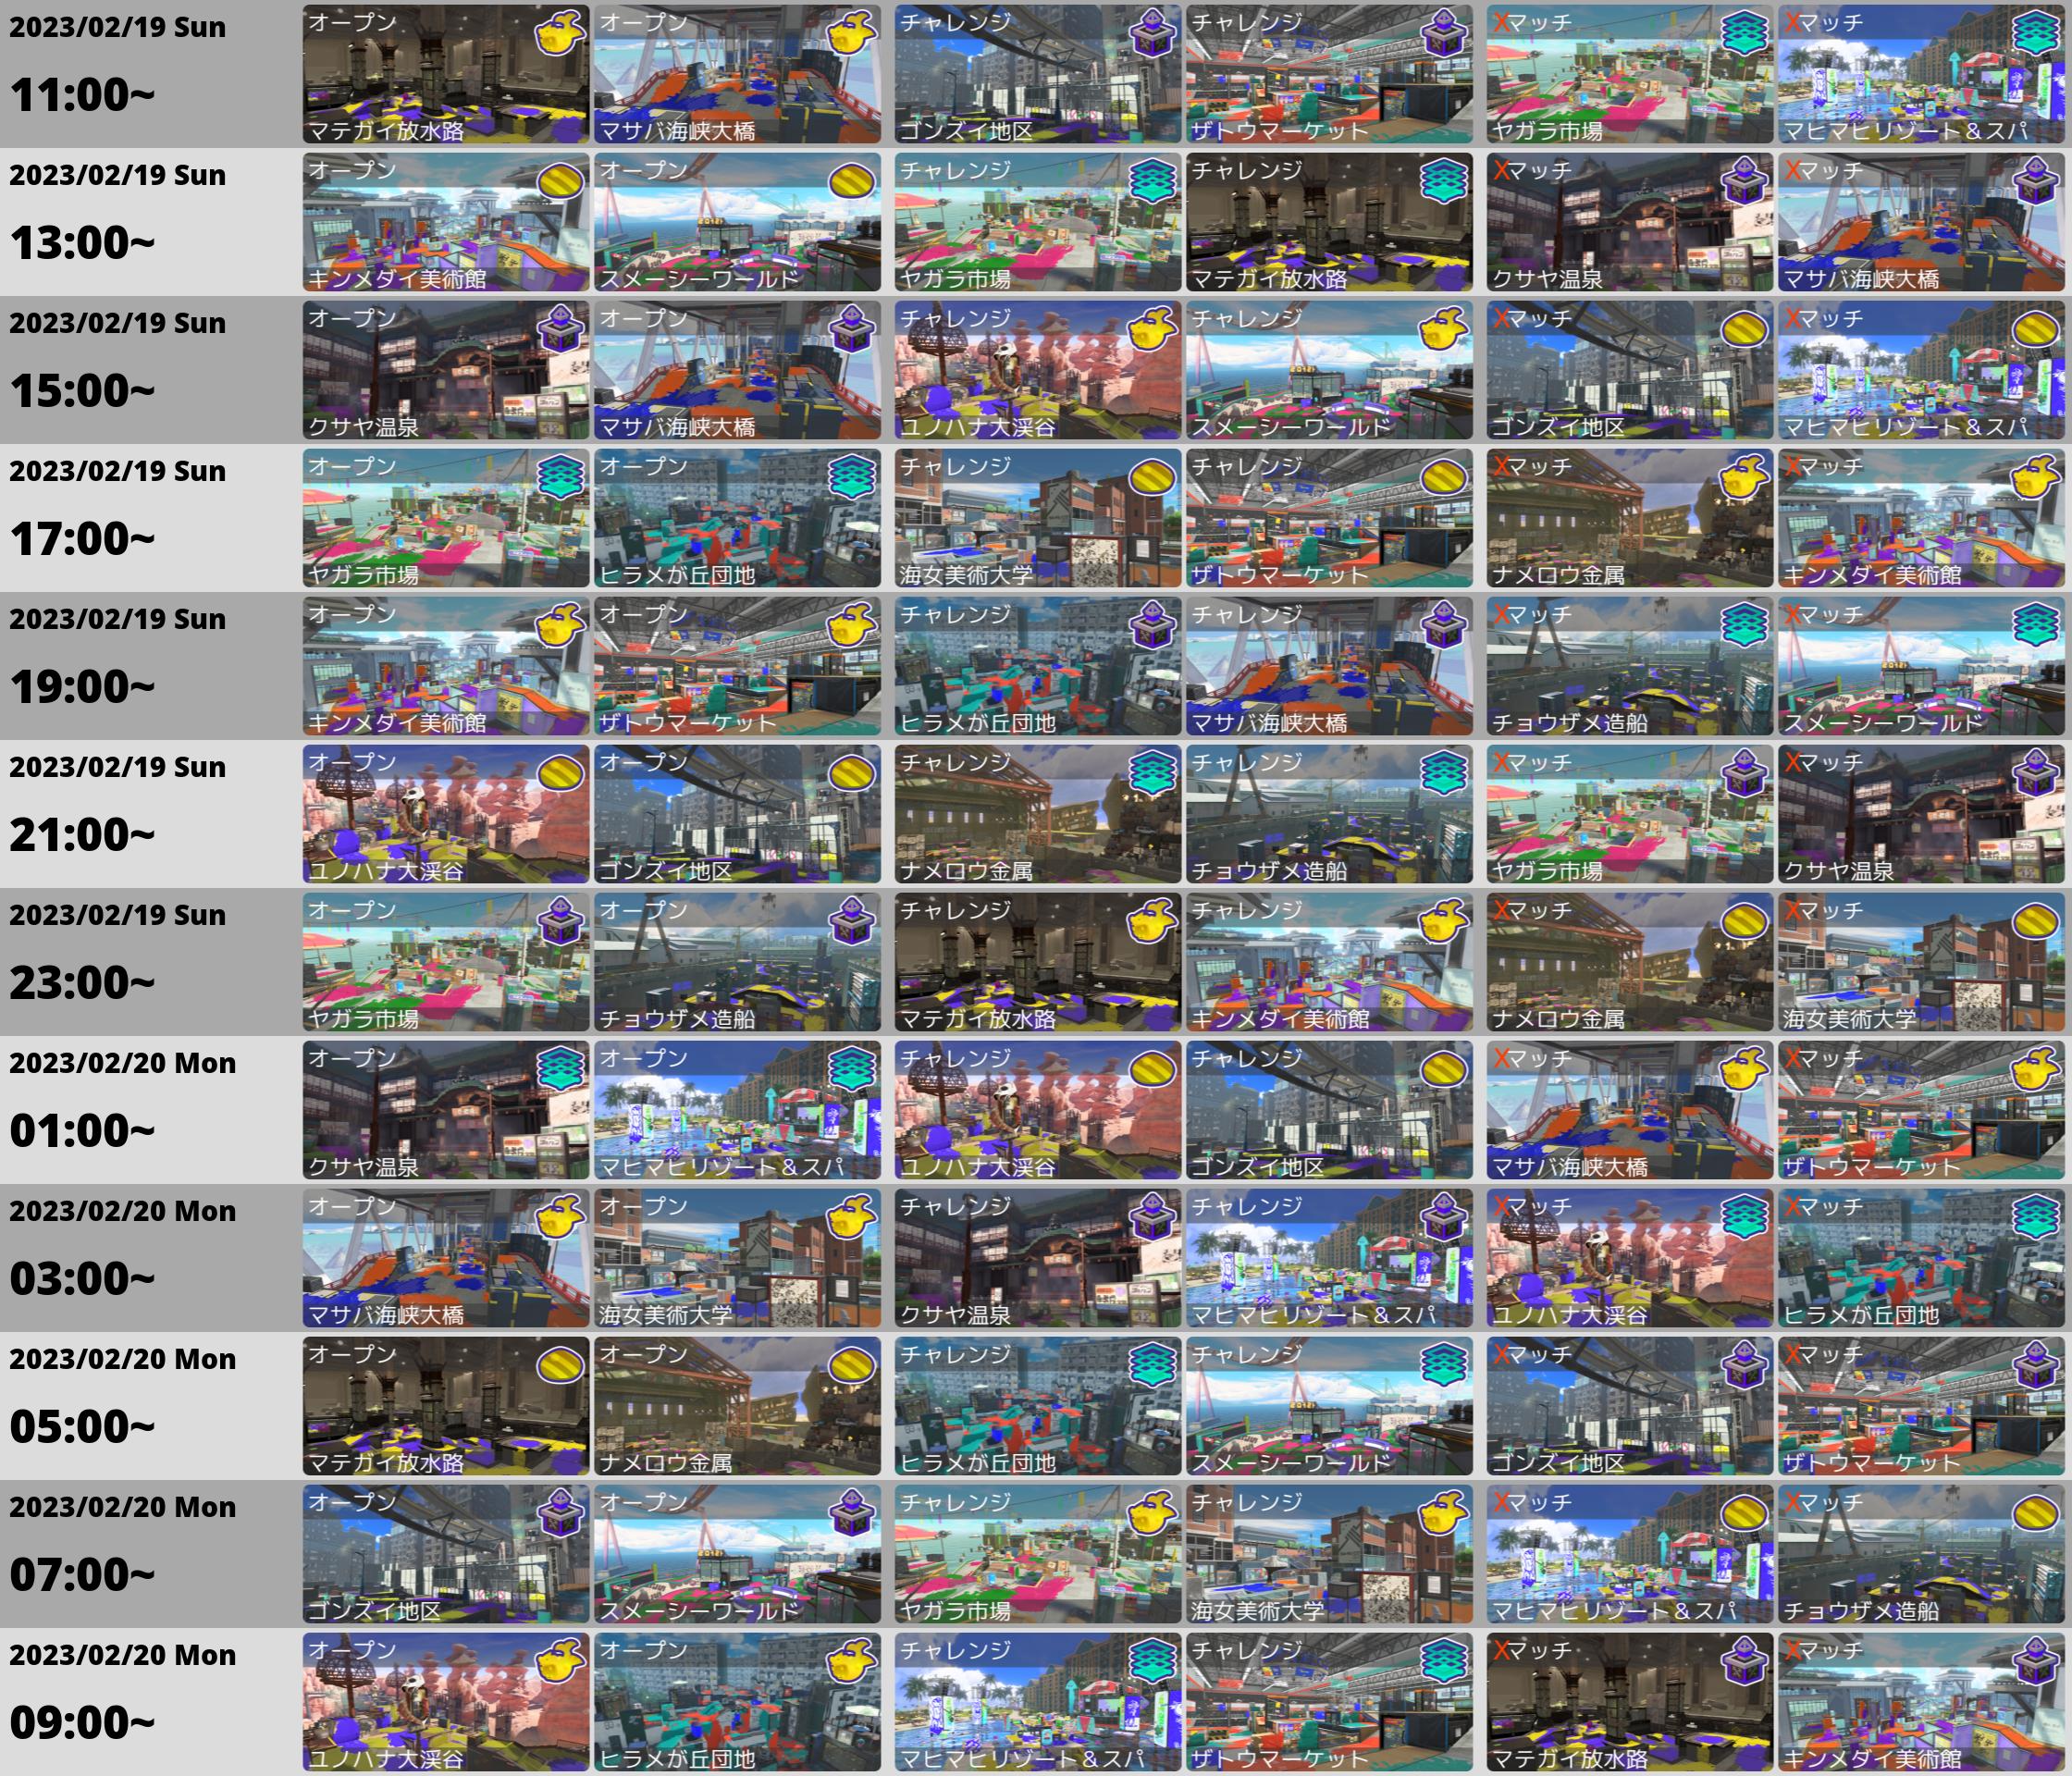 2023/02/19 Sun
11:00~
オープン オープン チャレンジ チャレンジ Xマッチ Xマッチ
マテガイ放水路 マサバ海峡大橋 ゴンズイ地区 ザトウマーケット ヤガラ市場 マヒマヒリゾート＆スパ
2023/02/19 Sun
13:00~
オープン オープン チャレンジ チャレンジ Xマッチ Xマッチ
キンメダイ美術館 スメーシーワールド ヤガラ市場 マテガイ放水路 クサヤ温泉 マサバ海峡大橋
2023/02/19 Sun
15:00~
オープン オープン チャレンジ チャレンジ Xマッチ Xマッチ
クサヤ温泉 マサバ海峡大橋 ユノハナ大渓谷 スメーシーワールド ゴンズイ地区 マヒマヒリゾート＆スパ
2023/02/19 Sun
17:00~
オープン オープン チャレンジ チャレンジ Xマッチ Xマッチ
ヤガラ市場 ヒラメが丘団地 海女美術大学 ザトウマーケット ナメロウ金属 キンメダイ美術館
2023/02/19 Sun
19:00~
オープン オープン チャレンジ チャレンジ Xマッチ Xマッチ
キンメダイ美術館 ザトウマーケット ヒラメが丘団地 マサバ海峡大橋 チョウザメ造船 スメーシーワールド
2023/02/19 Sun
21:00~
オープン オープン チャレンジ チャレンジ Xマッチ Xマッチ
ユノハナ大渓谷 ゴンズイ地区 ナメロウ金属 チョウザメ造船 ヤガラ市場 クサヤ温泉
2023/02/19 Sun
23:00~
オープン オープン チャレンジ チャレンジ Xマッチ Xマッチ
ヤガラ市場 チョウザメ造船 マテガイ放水路 キンメダイ美術館 ナメロウ金属 海女美術大学
2023/02/20 Mon
01:00~
オープン オープン チャレンジ チャレンジ Xマッチ Xマッチ
クサヤ温泉 マヒマヒリゾート＆スパ ユノハナ大渓谷 ゴンズイ地区 マサバ海峡大橋 ザトウマーケット
2023/02/20 Mon
03:00~
オープン オープン チャレンジ チャレンジ Xマッチ Xマッチ
マサバ海峡大橋 海女美術大学 クサヤ温泉 マヒマヒリゾート＆スパ ユノハナ大渓谷 ヒラメが丘団地
2023/02/20 Mon
05:00~
オープン オープン チャレンジ チャレンジ Xマッチ Xマッチ
マテガイ放水路 ナメロウ金属 ヒラメが丘団地 スメーシーワールド ゴンズイ地区 ザトウマーケット
2023/02/20 Mon
07:00~
オープン オープン チャレンジ チャレンジ Xマッチ Xマッチ
ゴンズイ地区 スメーシーワールド ヤガラ市場 海女美術大学 マヒマヒリゾート＆スパ チョウザメ造船
2023/02/20 Mon
09:00~
オープン オープン チャレンジ チャレンジ Xマッチ Xマッチ
ユノハナ大渓谷 ヒラメが丘団地 マヒマヒリゾート＆スパ ザトウマーケット マテガイ放水路 キンメダイ美術館